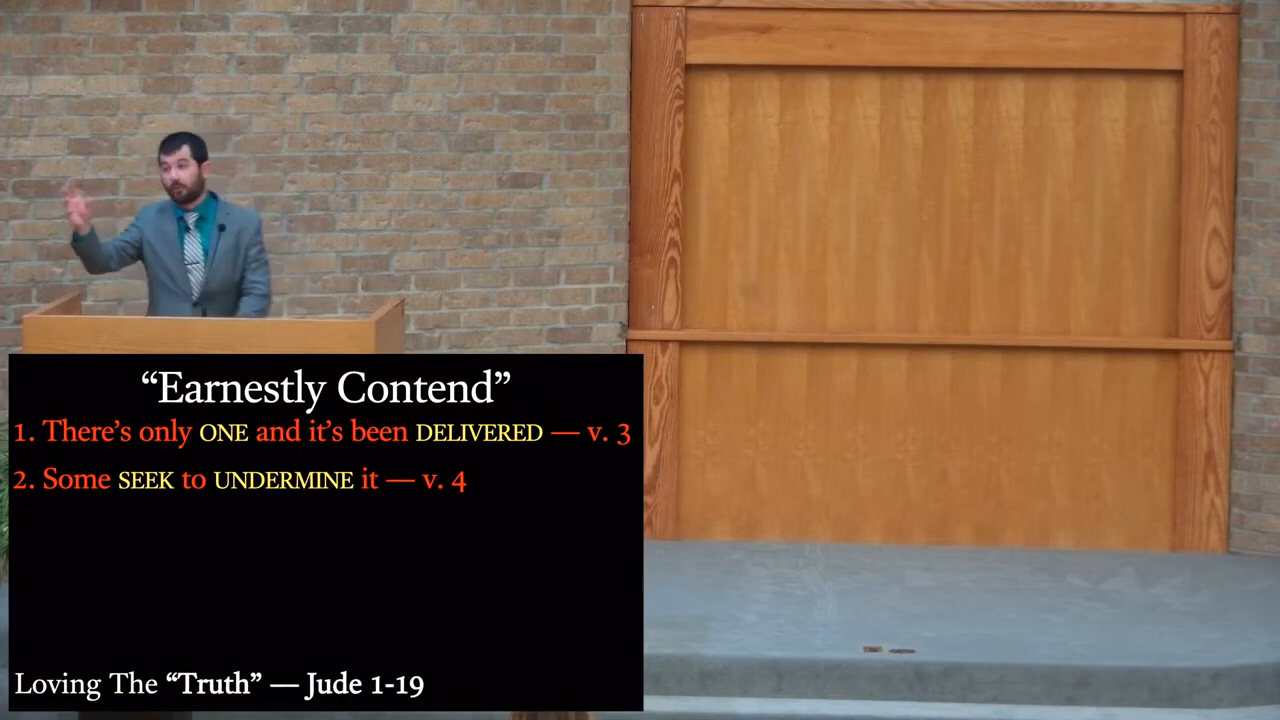 “Earnestly Contend”
1. There’s only ONE and it’s been DELIVERED — v. 3
2. Some SEEK to UNDERMINE it — v. 4
Loving The “Truth” — Jude 1-19